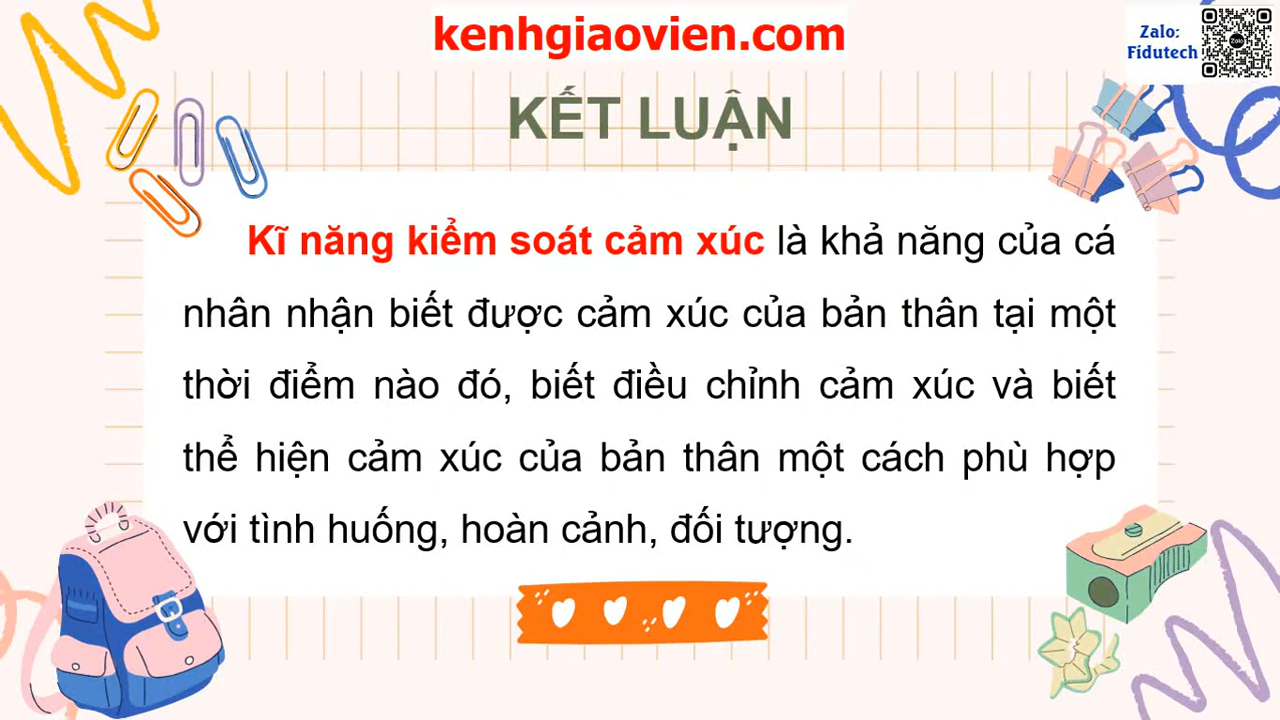 kenhgiaovien.com
Zalo:
Fidutech
Zalo
KẾT LUẬN
Kĩ năng kiểm soát cảm xúc là khả năng của cá
nhân nhận biết được cảm xúc của bản thân tại một
thời điểm nào đó, biết điều chỉnh cảm xúc và biết
thể hiện cảm xúc của bản thân một cách phù hợp
với tình huống, hoàn cảnh, đối tượng.